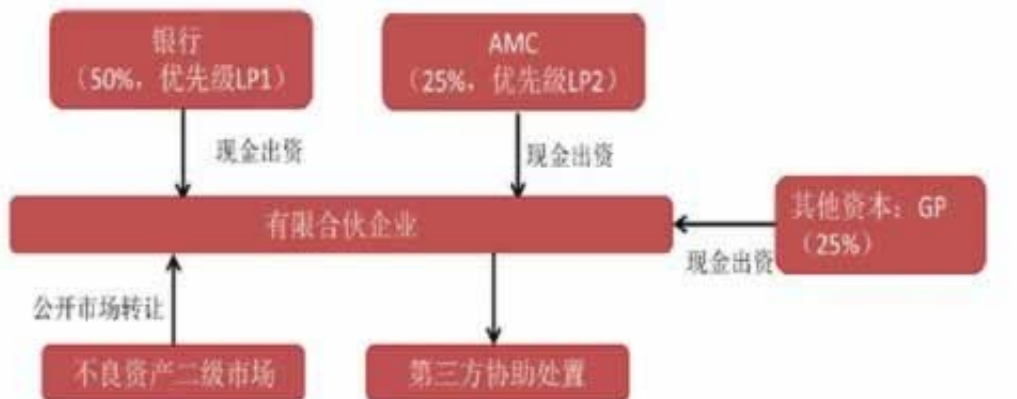 银行
（50%，优先级LP1）
AMC
（25%，优先级LP2）
现金出资
现金出资
有限合伙企业
其他资本：GP
（25%）
现金出资
公开市场转让
不良资产二级市场
第三方协助处置